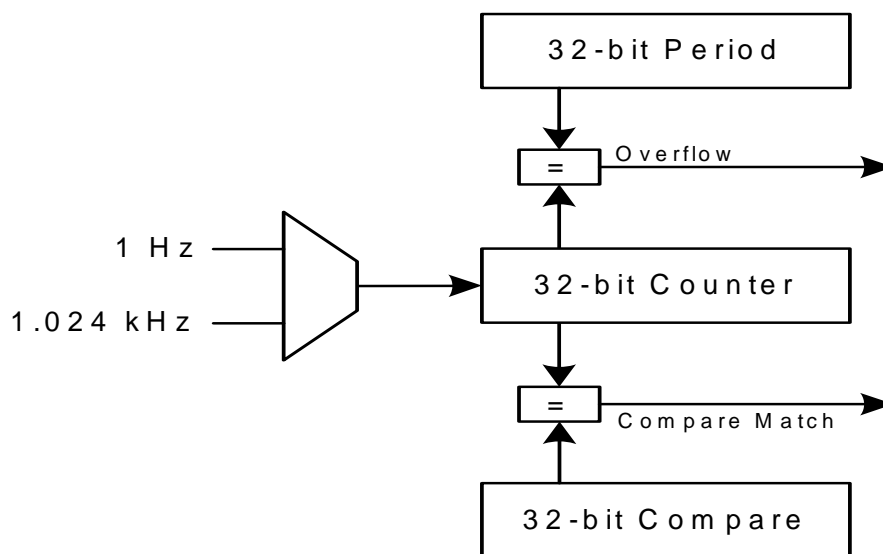 32-bit Period
=
Overflow
1 Hz
32-bit Counter
1.024 kHz
=
Compare Match
32-bit Compare